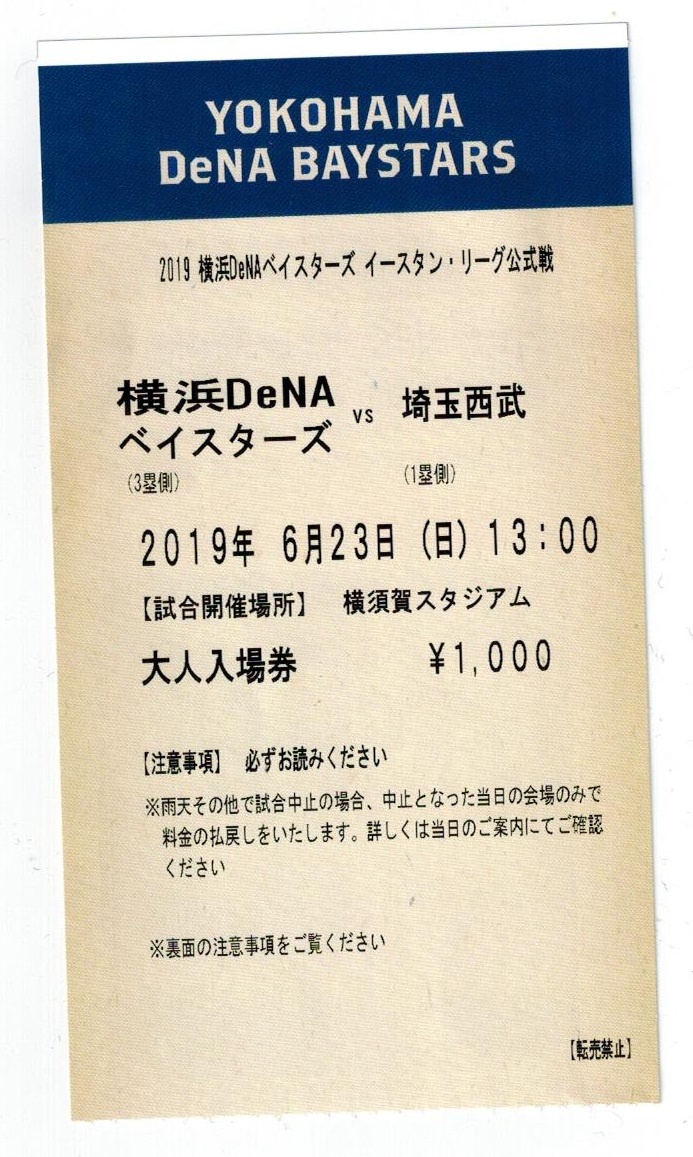 YOKOHAMA
DeNA BAYSTARS
2019 横浜DeNAベイスターズ イースタン・リーグ公式戦
横浜DeNA
ベイスターズ vs 埼玉西武
(3塁側) (1塁側)
2019年 6月23日 (日) 13:00
【試合開催場所】 横須賀スタジアム
大人入場券 ¥1,000
【注意事項】 必ずお読みください
※雨天その他で試合中止の場合、中止となった当日の会場のみで
料金の払戻しをいたします。詳しくは当日のご案内にてご確認
ください
※裏面の注意事項をご覧ください
【転売禁止】